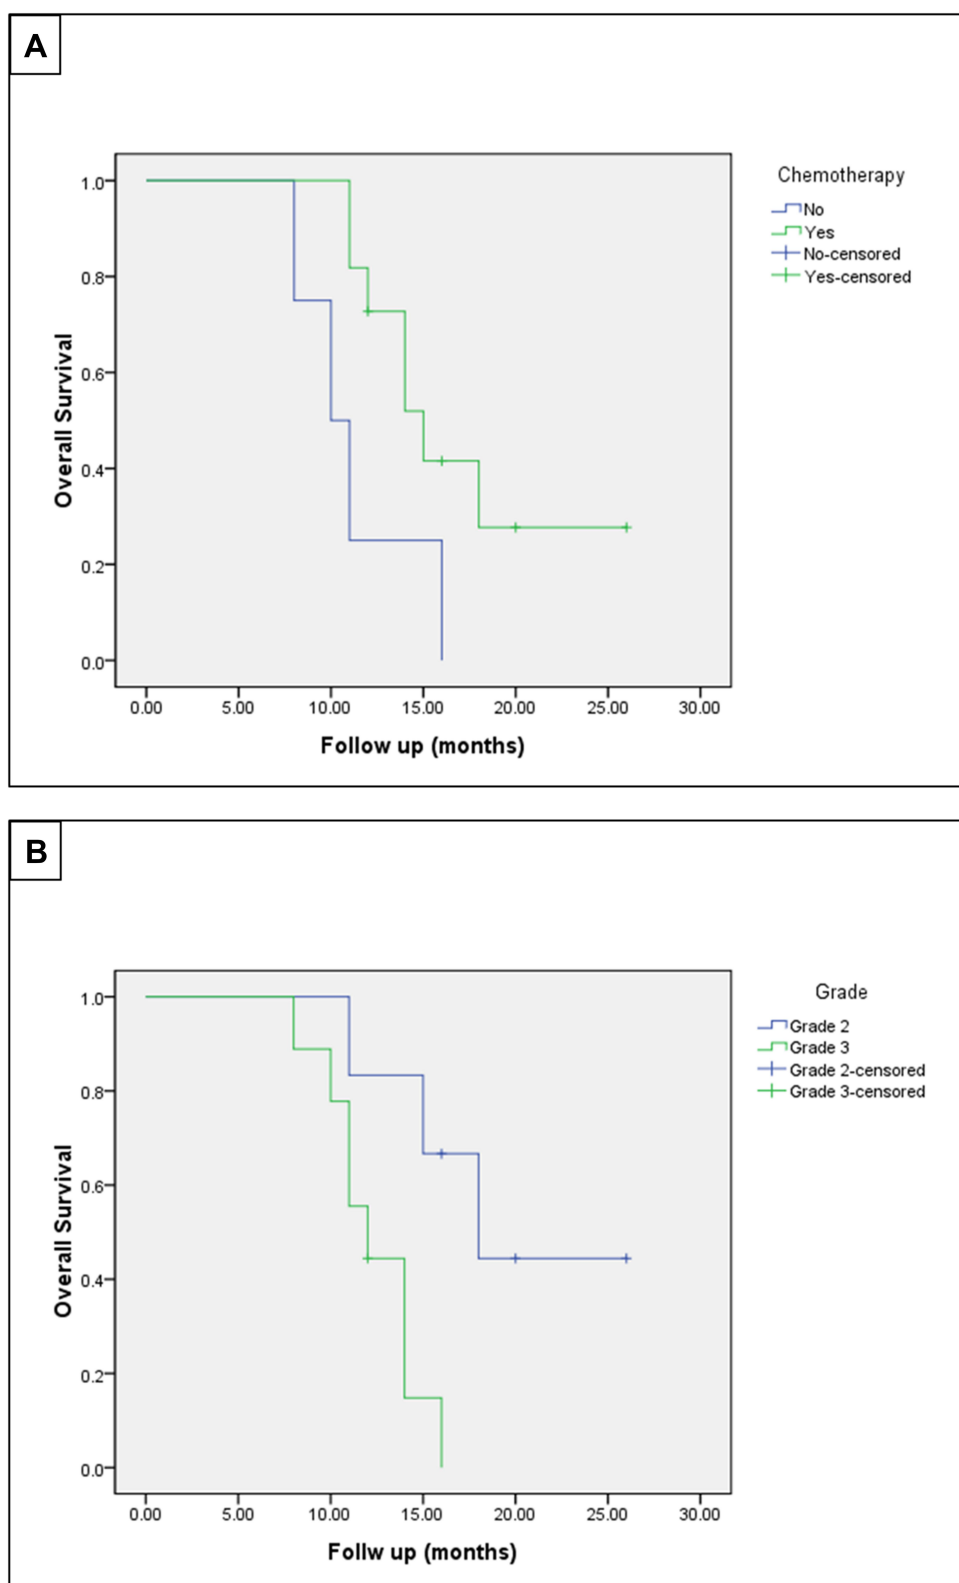 A
Chemotherapy
No
Yes
No-censored
Yes-censored
1.0
0.8
0.6
0.4
0.2
0.0
Overall Survival
0.00 5.00 10.00 15.00 20.00 25.00 30.00
Follow up (months)
B
Grade
Grade 2
Grade 3
Grade 2-censored
Grade 3-censored
1.0
0.8
0.6
0.4
0.2
0.0
Overall Survival
0.00 5.00 10.00 15.00 20.00 25.00 30.00
Follw up (months)